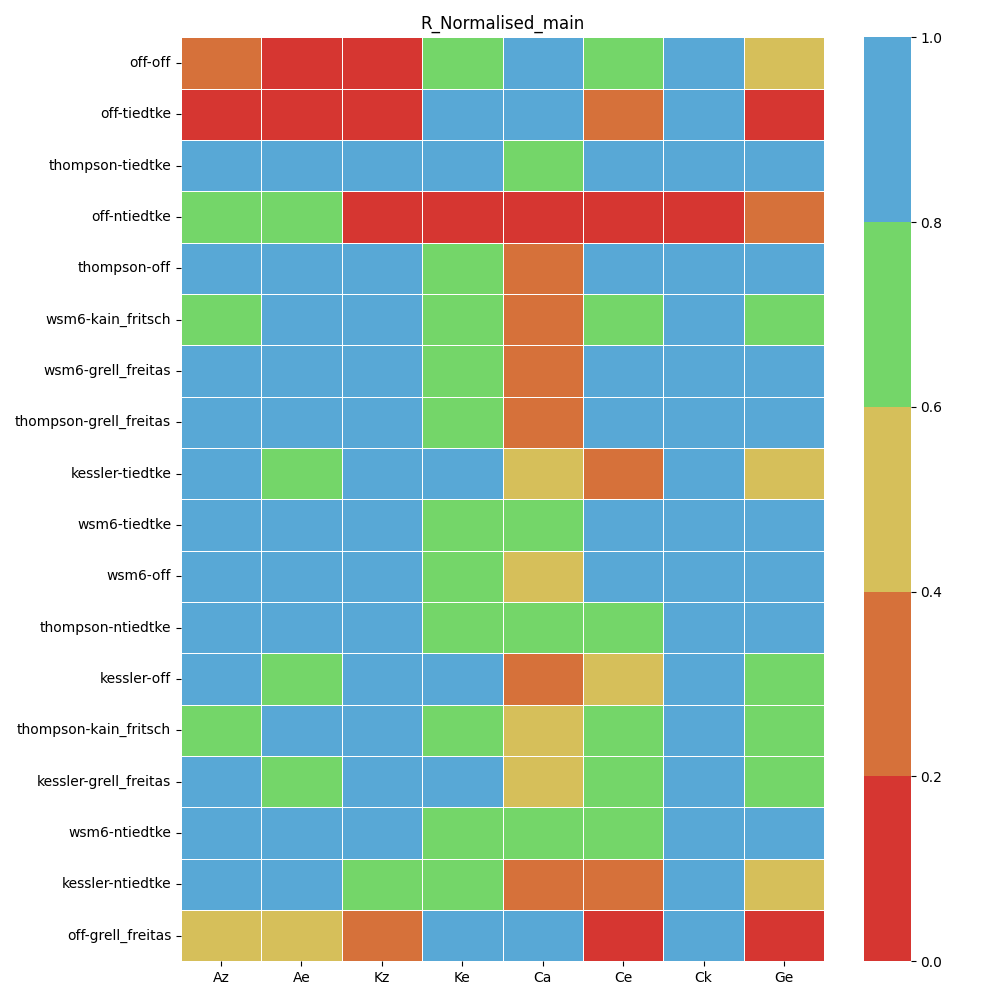 R_Normalised_main
off-off
off-tiedtke
thompson-tiedtke
off-ntiedtke
thompson-off
wsm6-kain_fritsch
wsm6-grell_freitas
thompson-grell_freitas
kessler-tiedtke
wsm6-tiedtke
wsm6-off
thompson-ntiedtke
kessler-off
thompson-kain_fritsch
kessler-grell_freitas
wsm6-ntiedtke
kessler-ntiedtke
off-grell_freitas
Az Ae Kz Ke Ca Ce Ck Ge
1.0
0.8
0.6
0.4
0.2
0.0